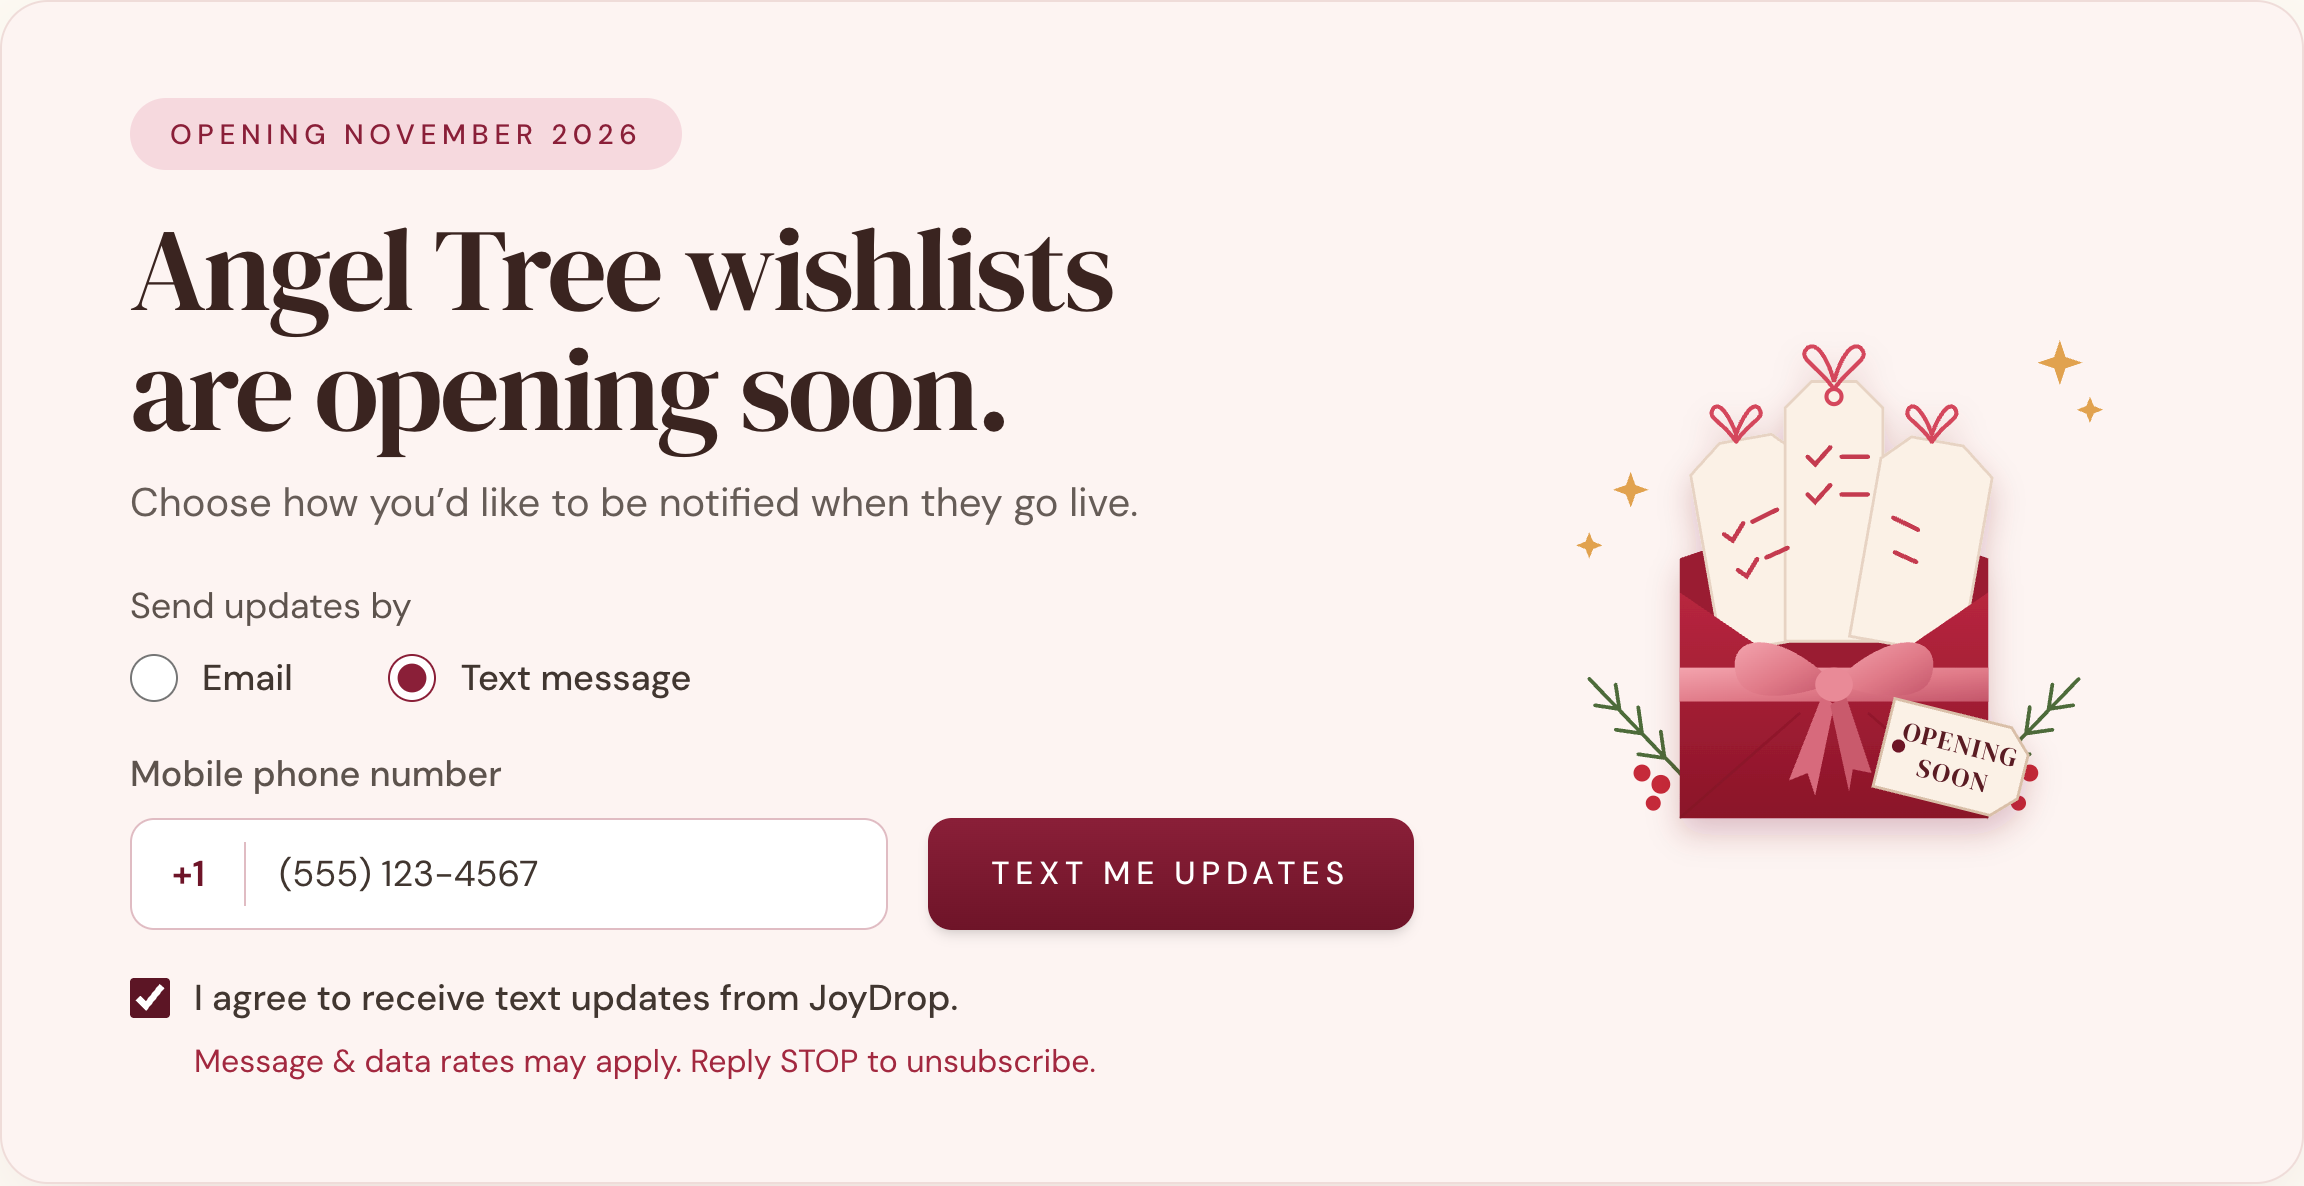 OPENING NOVEMBER 2026
Angel Tree wishlists
are opening soon.
Choose how you’d like to be notified when they go live.
Send updates by
Email
Text message
Mobile phone number
+1
(555) 123-4567
TEXT ME UPDATES
I agree to receive text updates from JoyDrop.
Message & data rates may apply. Reply STOP to unsubscribe.
OPENING
SOON